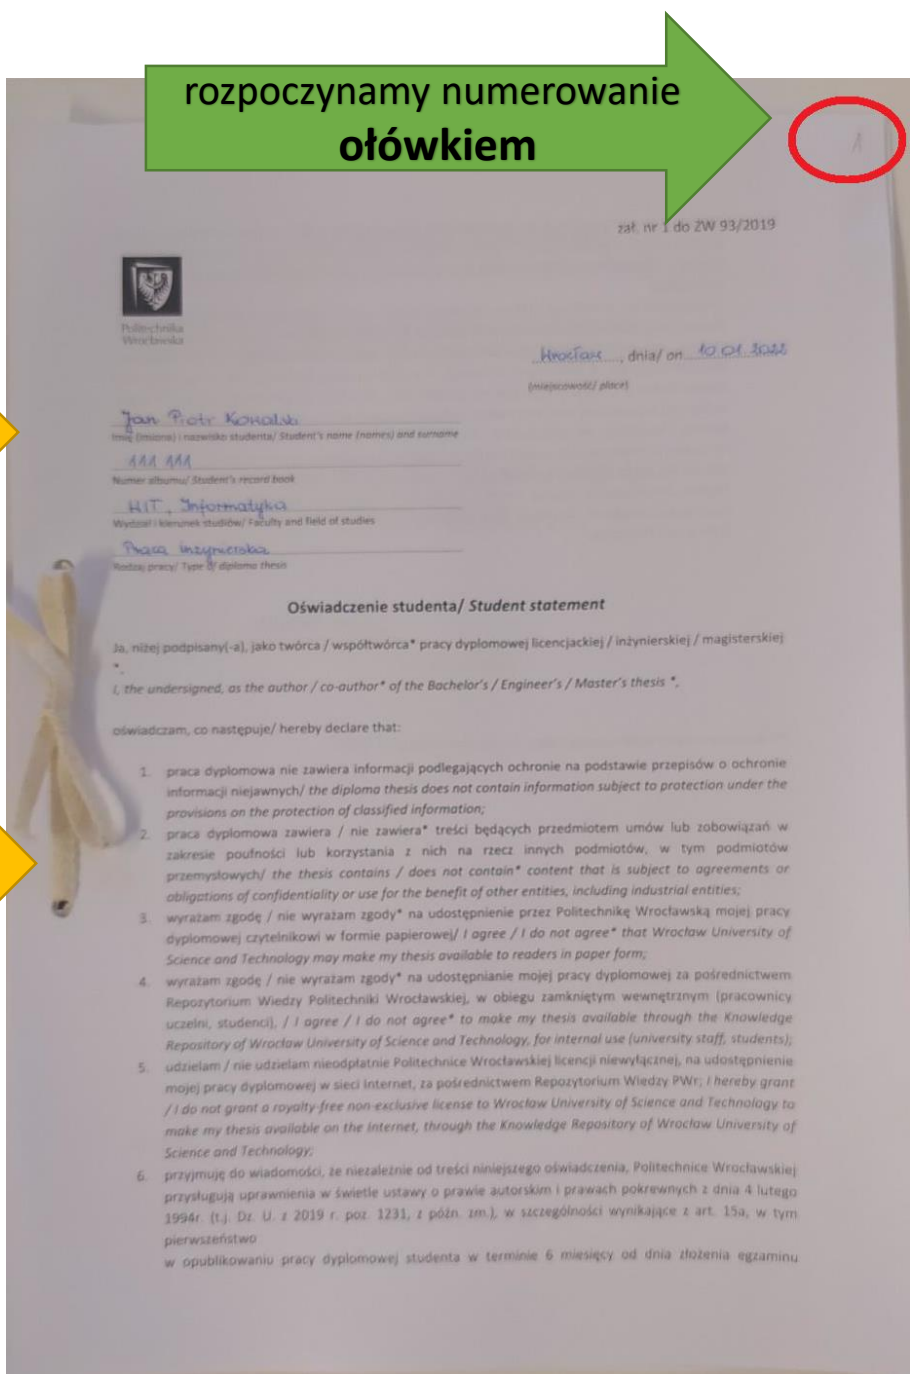 rozpoczynamy numerowanie
ołówkiem
1
zał. nr 1 do ZW 93/2019
Politechnika
Wrocławska
Wrocław, dnia/ on 10.01.2022
(miejscowość/ place)
Jan Piotr Kowalski
Imię (imiona) i nazwisko studenta/ Student's name (names) and surname
111 111
Numer albumu/ Student's record book
WIT, Informatyka
Wydział i kierunek studiów/ Faculty and field of studies
Praca inżynierska
Rodzaj pracy/ Type of diploma thesis
Oświadczenie studenta/ Student statement
Ja, niżej podpisany(-a), jako twórca / współtwórca* pracy dyplomowej licencjackiej / inżynierskiej / magisterskiej
*.
I, the undersigned, as the author / co-author* of the Bachelor's / Engineer's / Master's thesis *.
oświadczam, co następuje/ hereby declare that:
1. praca dyplomowa nie zawiera informacji podlegających ochronie na podstawie przepisów o ochronie
informacji niejawnych/ the diploma thesis does not contain information subject to protection under the
provisions on the protection of classified information;
2. praca dyplomowa zawiera / nie zawiera* treści będących przedmiotem umów lub zobowiązań w
zakresie poufności lub korzystania z nich na rzecz innych podmiotów, w tym podmiotów
przemysłowych/ the thesis contains / does not contain* content that is subject to agreements or
obligations of confidentiality or use for the benefit of other entities, including industrial entities;
3. wyrażam zgodę / nie wyrażam zgody* na udostępnienie przez Politechnikę Wrocławską mojej pracy
dyplomowej czytelnikowi w formie papierowej/ I agree / I do not agree* that Wrocław University of
Science and Technology may make my thesis available to readers in paper form;
4. wyrażam zgodę / nie wyrażam zgody* na udostępnianie mojej pracy dyplomowej za pośrednictwem
Repozytorium Wiedzy Politechniki Wrocławskiej, w obiegu zamkniętym wewnętrznym (pracownicy
uczelni, studenci), / I agree / I do not agree* to make my thesis available through the Knowledge
Repository of Wrocław University of Science and Technology, for internal use (university staff, students);
5. udzielam / nie udzielam nieodpłatnie Politechnice Wrocławskiej licencji niewyłącznej, na udostępnienie
mojej pracy dyplomowej w sieci Internet, za pośrednictwem Repozytorium Wiedzy PWr; I hereby grant
/ I do not grant a royalty-free non-exclusive license to Wrocław University of Science and Technology to
make my thesis available on the Internet, through the Knowledge Repository of Wrocław University of
Science and Technology;
6. przyjmuję do wiadomości, że niezależnie od treści niniejszego oświadczenia, Politechnice Wrocławskiej
przysługują uprawnienia w świetle ustawy o prawie autorskim i prawach pokrewnych z dnia 4 lutego
1994r. (t.j. Dz. U. z 2019 r. poz. 1231, z późn. zm.), w szczególności wynikające z art. 15a, w tym
pierwszeństwo
w opublikowaniu pracy dyplomowej studenta w terminie 6 miesięcy od dnia złożenia egzaminu